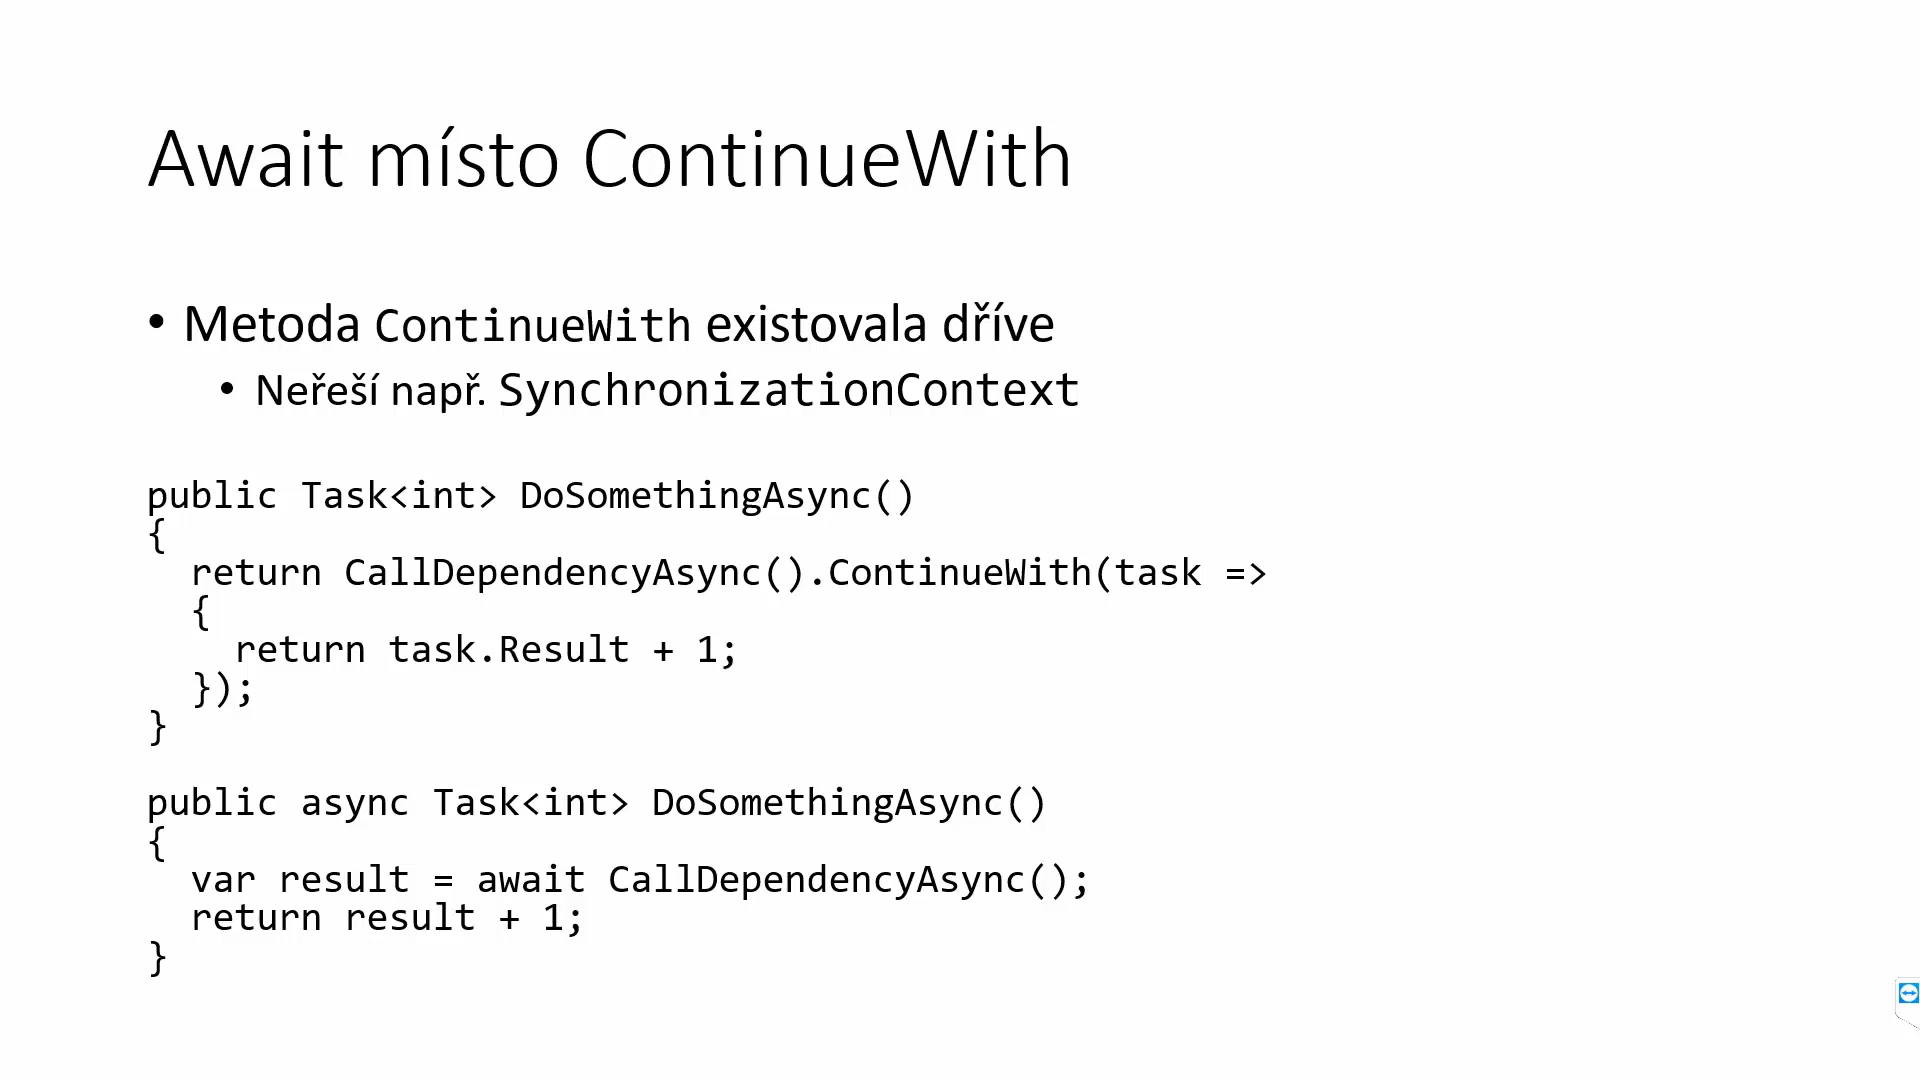 Await místo ContinueWith
• Metoda ContinueWith existovala dříve
• Neřeší např. SynchronizationContext
public Task<int> DoSomethingAsync()
{
  return CallDependencyAsync().ContinueWith(task =>
  {
    return task.Result + 1;
  });
}
public async Task<int> DoSomethingAsync()
{
  var result = await CallDependencyAsync();
  return result + 1;
}